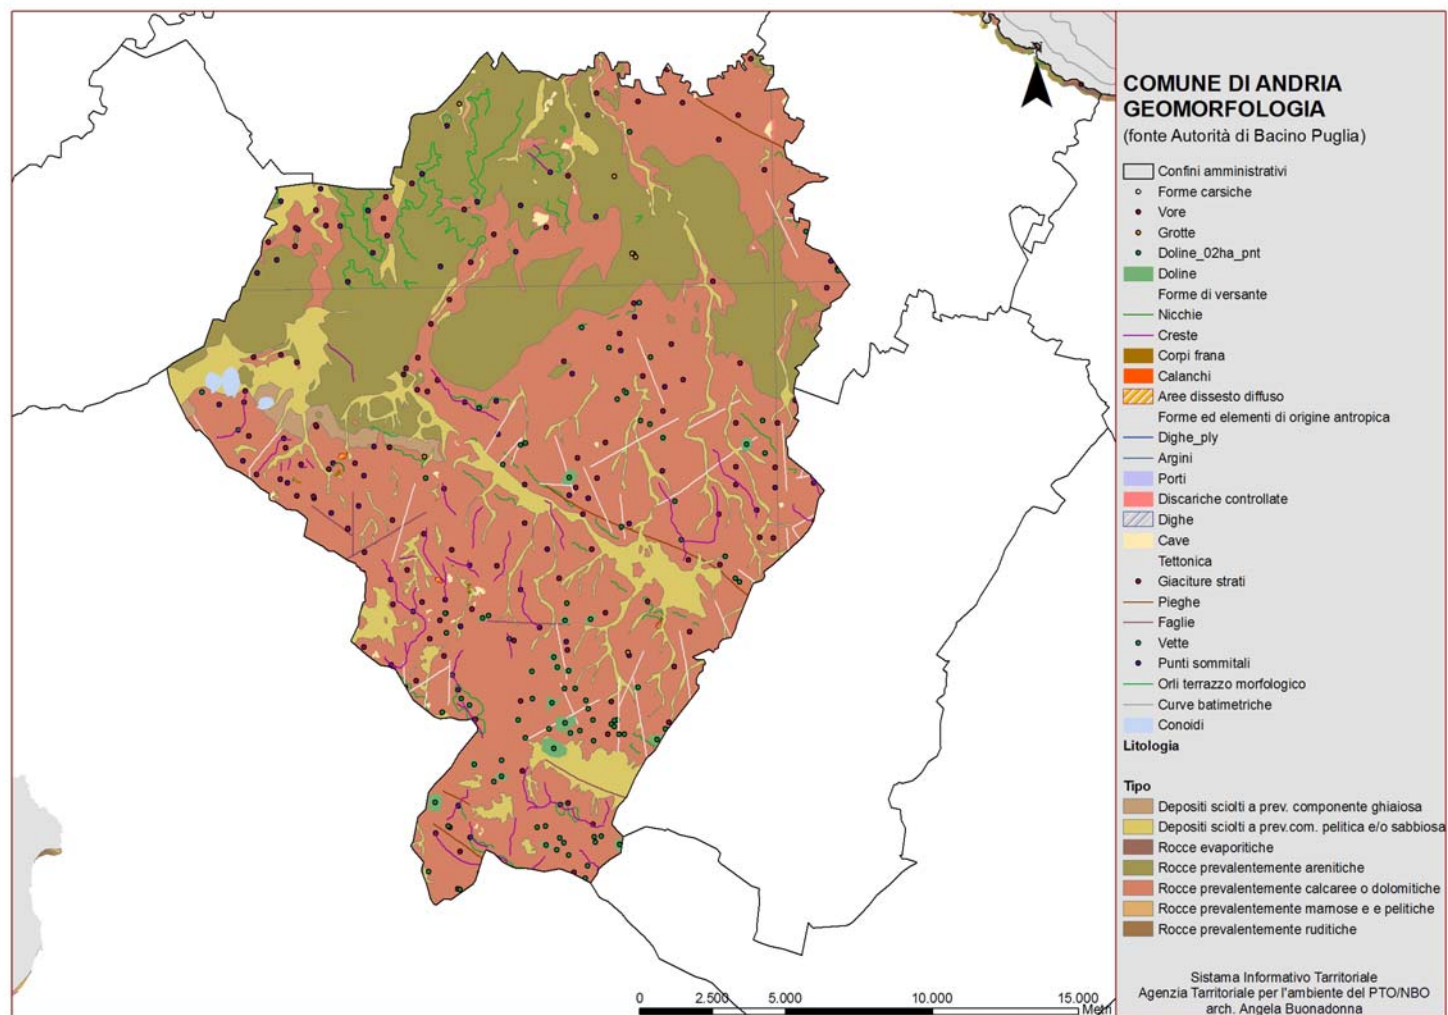 COMUNE DI ANDRIA
GEOMORFOLOGIA
(fonte Autorità di Bacino Puglia)
Confini amministrativi
Forme carsiche
Vore
Grotte
Doline_02ha_pnt
Doline
Forme di versante
Nicchie
Creste
Corpi frana
Calanchi
Aree dissesto diffuso
Forme ed elementi di origine antropica
Dighe_ply
Argini
Porti
Discariche controllate
Dighe
Cave
Tettonica
Giaciture strati
Pieghe
Faglie
Vette
Punti sommitali
Orli terrazzo morfologico
Curve batimetriche
Conoidi
Litologia
Tipo
Depositi sciolti a prev. componente ghiaiosa
Depositi sciolti a prev.com. pelitica e/o sabbiosa
Rocce evaporitiche
Rocce prevalentemente arenitiche
Rocce prevalentemente calcaree o dolomitiche
Rocce prevalentemente marnose e e pelitiche
Rocce prevalentemente ruditiche
Sistama Informativo Tarritoriale
Agenzia Tarritoriale per l'ambiente del PTO/NBO
arch. Angela Buonadonna
0 2.500 5.000 10.000 15.000
Metri